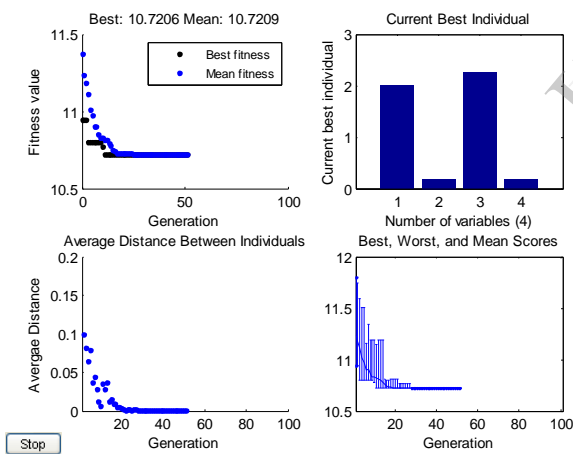 Best: 10.7206 Mean: 10.7209
11.5
11
10.5
Fitness value
Best fitness
Mean fitness
0 50 100
Generation
Current Best Individual
3
2
1
0
Current best individual
1 2 3 4
Number of variables (4)
Average Distance Between Individuals
0.2
0.15
0.1
0.05
0
Avergae Distance
20 40 60 80 100
Generation
Best, Worst, and Mean Scores
12
11.5
11
10.5
20 40 60 80 100
Generation
Stop